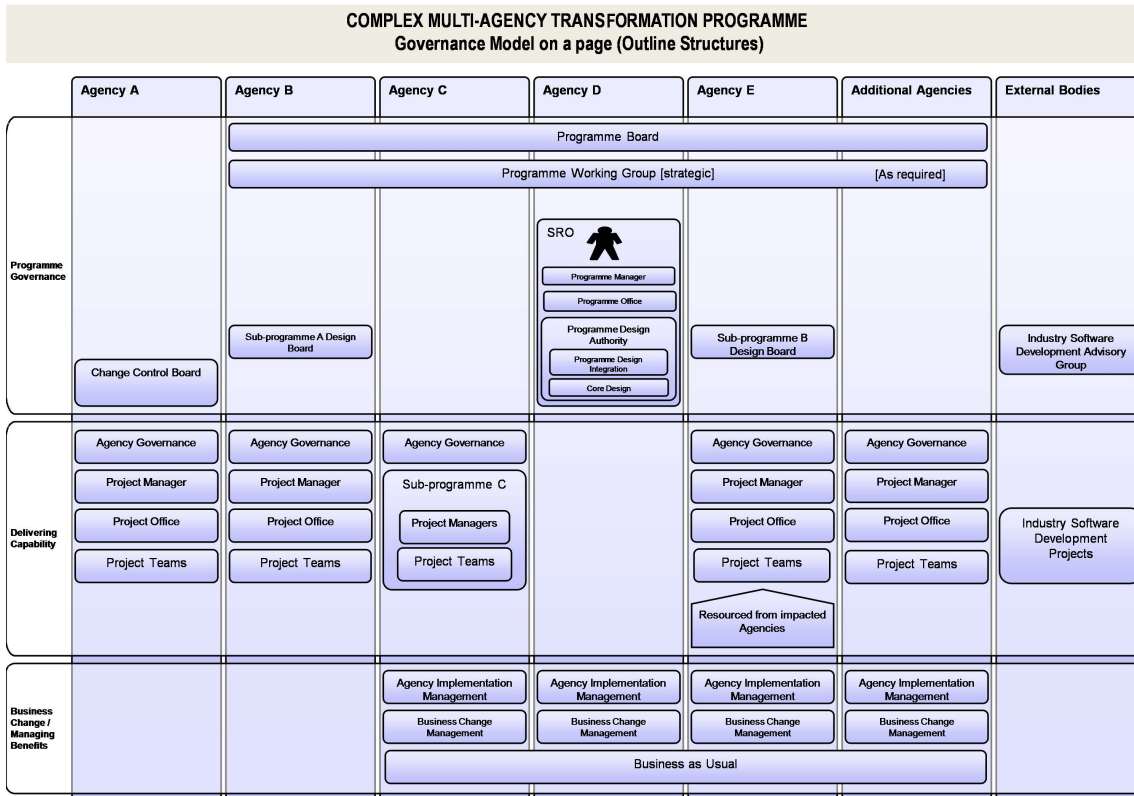 COMPLEX MULTI-AGENCY TRANSFORMATION PROGRAMME
Governance Model on a page (Outline Structures)
Agency A
Agency B
Agency C
Agency D
Agency E
Additional Agencies
External Bodies
Programme
Governance
Programme Board
Programme Working Group [strategic]
[As required]
SRO
Programme Manager
Programme Office
Programme Design
Authority
Programme Design
Integration
Core Design
Change Control Board
Sub-programme A Design
Board
Sub-programme B
Design Board
Industry Software
Development Advisory
Group
Delivering
Capability
Agency Governance
Project Manager
Project Office
Project Teams
Agency Governance
Project Manager
Project Office
Project Teams
Agency Governance
Sub-programme C
Project Managers
Project Teams
Agency Governance
Project Manager
Project Office
Project Teams
Resourced from impacted
Agencies
Agency Governance
Project Manager
Project Office
Project Teams
Industry Software
Development
Projects
Business
Change /
Managing
Benefits
Agency Implementation
Management
Business Change
Management
Agency Implementation
Management
Business Change
Management
Agency Implementation
Management
Business Change
Management
Agency Implementation
Management
Business Change
Management
Business as Usual